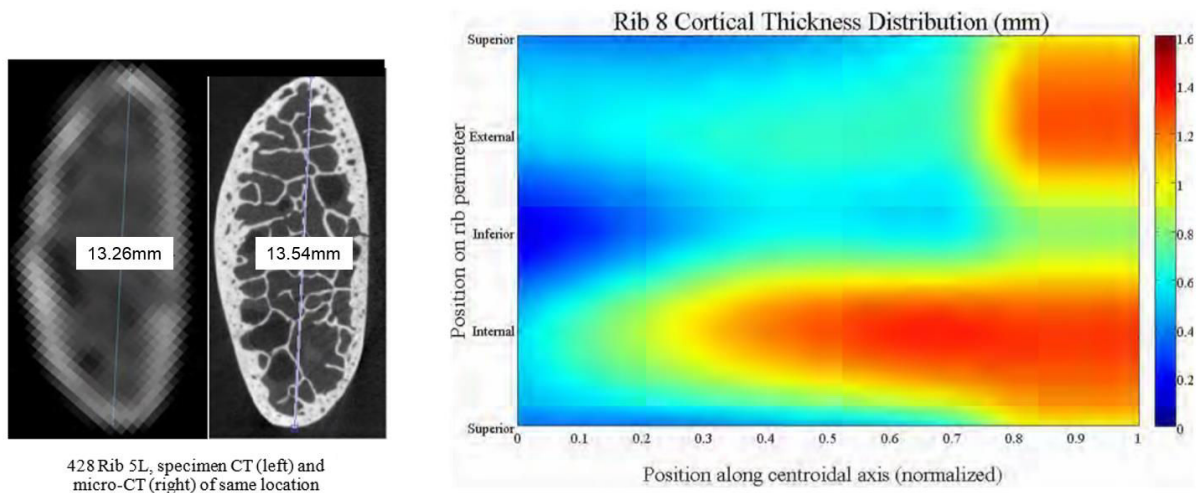 13.26mm
13.54mm
428 Rib 5L, specimen CT (left) and
micro-CT (right) of same location
Rib 8 Cortical Thickness Distribution (mm)
Position on rib perimeter
Superior
External
Inferior
Internal
Superior
0 0.1 0.2 0.3 0.4 0.5 0.6 0.7 0.8 0.9 1
Position along centroidal axis (normalized)
1.6
1.4
1.2
1
0.8
0.6
0.4
0.2
0